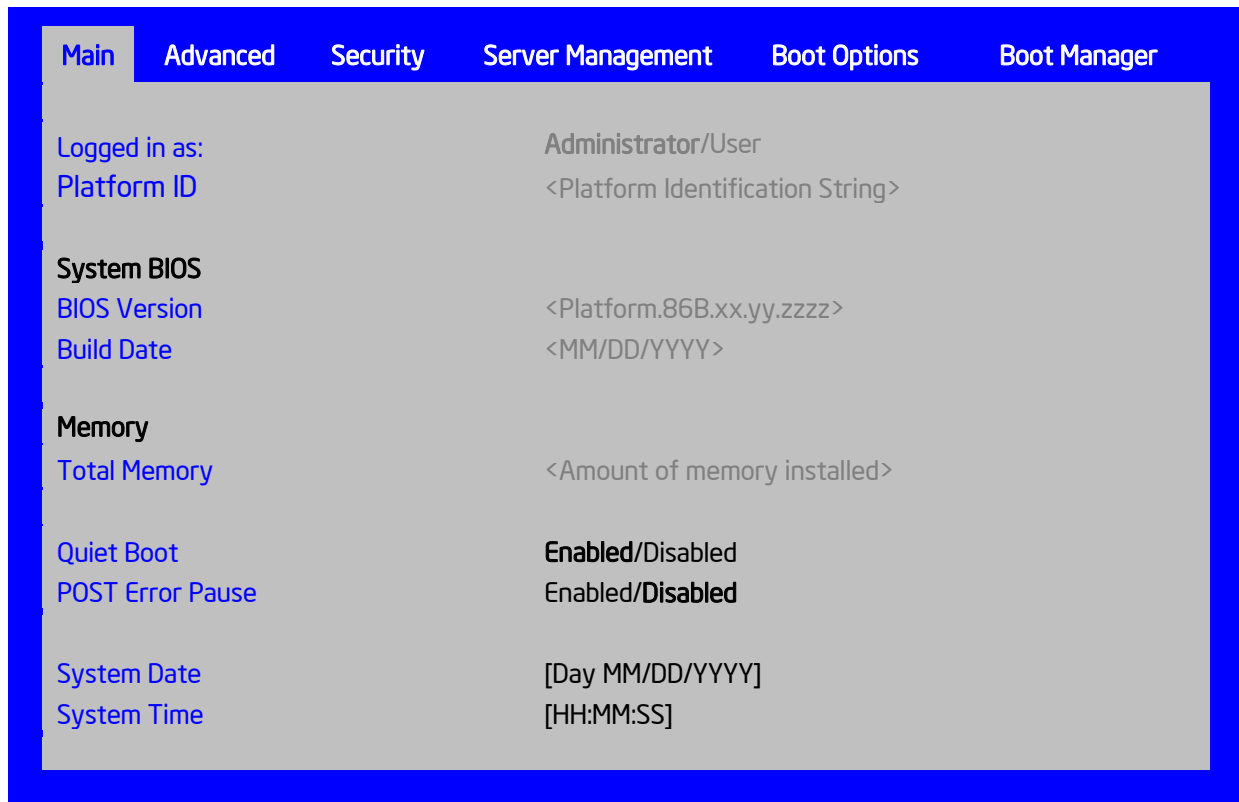 Main Advanced Security Server Management Boot Options Boot Manager
Logged in as: Administrator/User
Platform ID <Platform Identification String>
System BIOS
BIOS Version <Platform.86B.xx.yy.zzzz>
Build Date <MM/DD/YYYY>
Memory
Total Memory <Amount of memory installed>
Quiet Boot Enabled/Disabled
POST Error Pause Enabled/Disabled
System Date [Day MM/DD/YYYY]
System Time [HH:MM:SS]